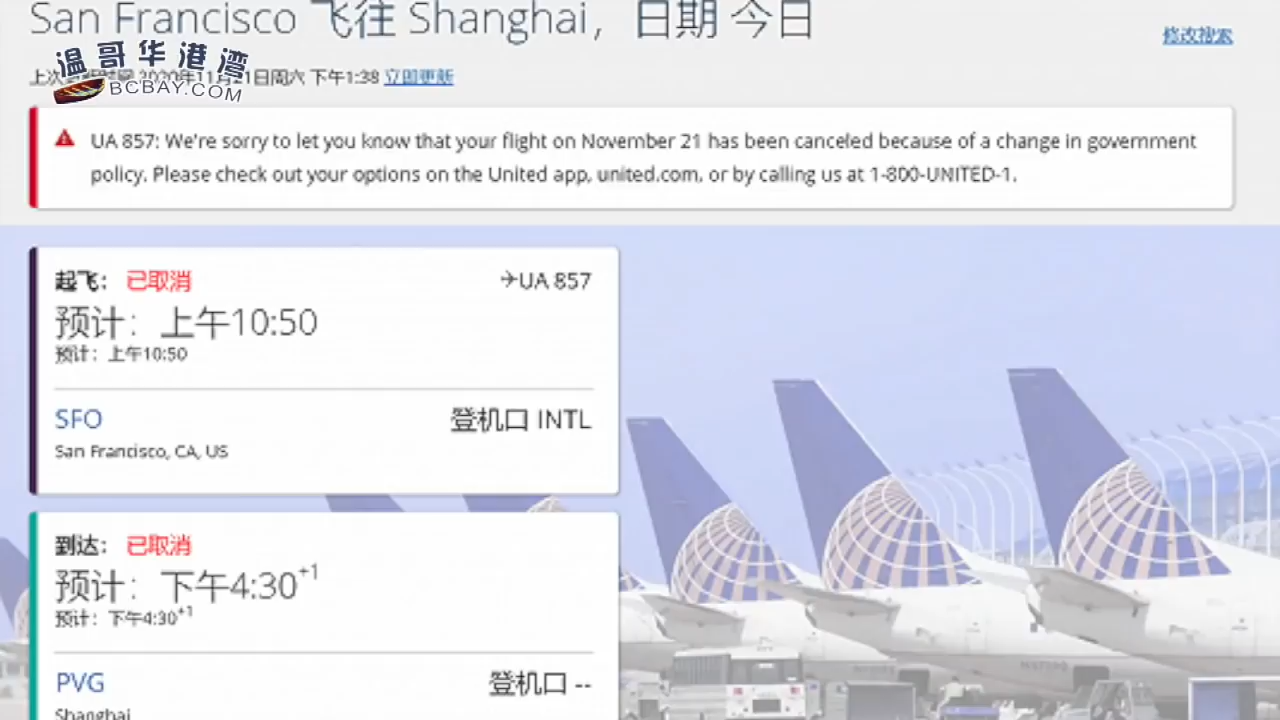 San Francisco 飞往 Shanghai，日期 今日
修改搜索
温哥华港湾
BCBAY.COM
上次 2020年11月21日周六 下午1:38 立即更新
UA 857: We're sorry to let you know that your flight on November 21 has been canceled because of a change in government
policy. Please check out your options on the United app, united.com, or by calling us at 1-800-UNITED-1.
起飞： 已取消
✈UA 857
预计：上午10:50
预计：上午10:50
SFO
登机口 INTL
San Francisco, CA, US
到达： 已取消
预计：下午4:30+1
预计：下午4:30+1
PVG
登机口 --
Shanghai